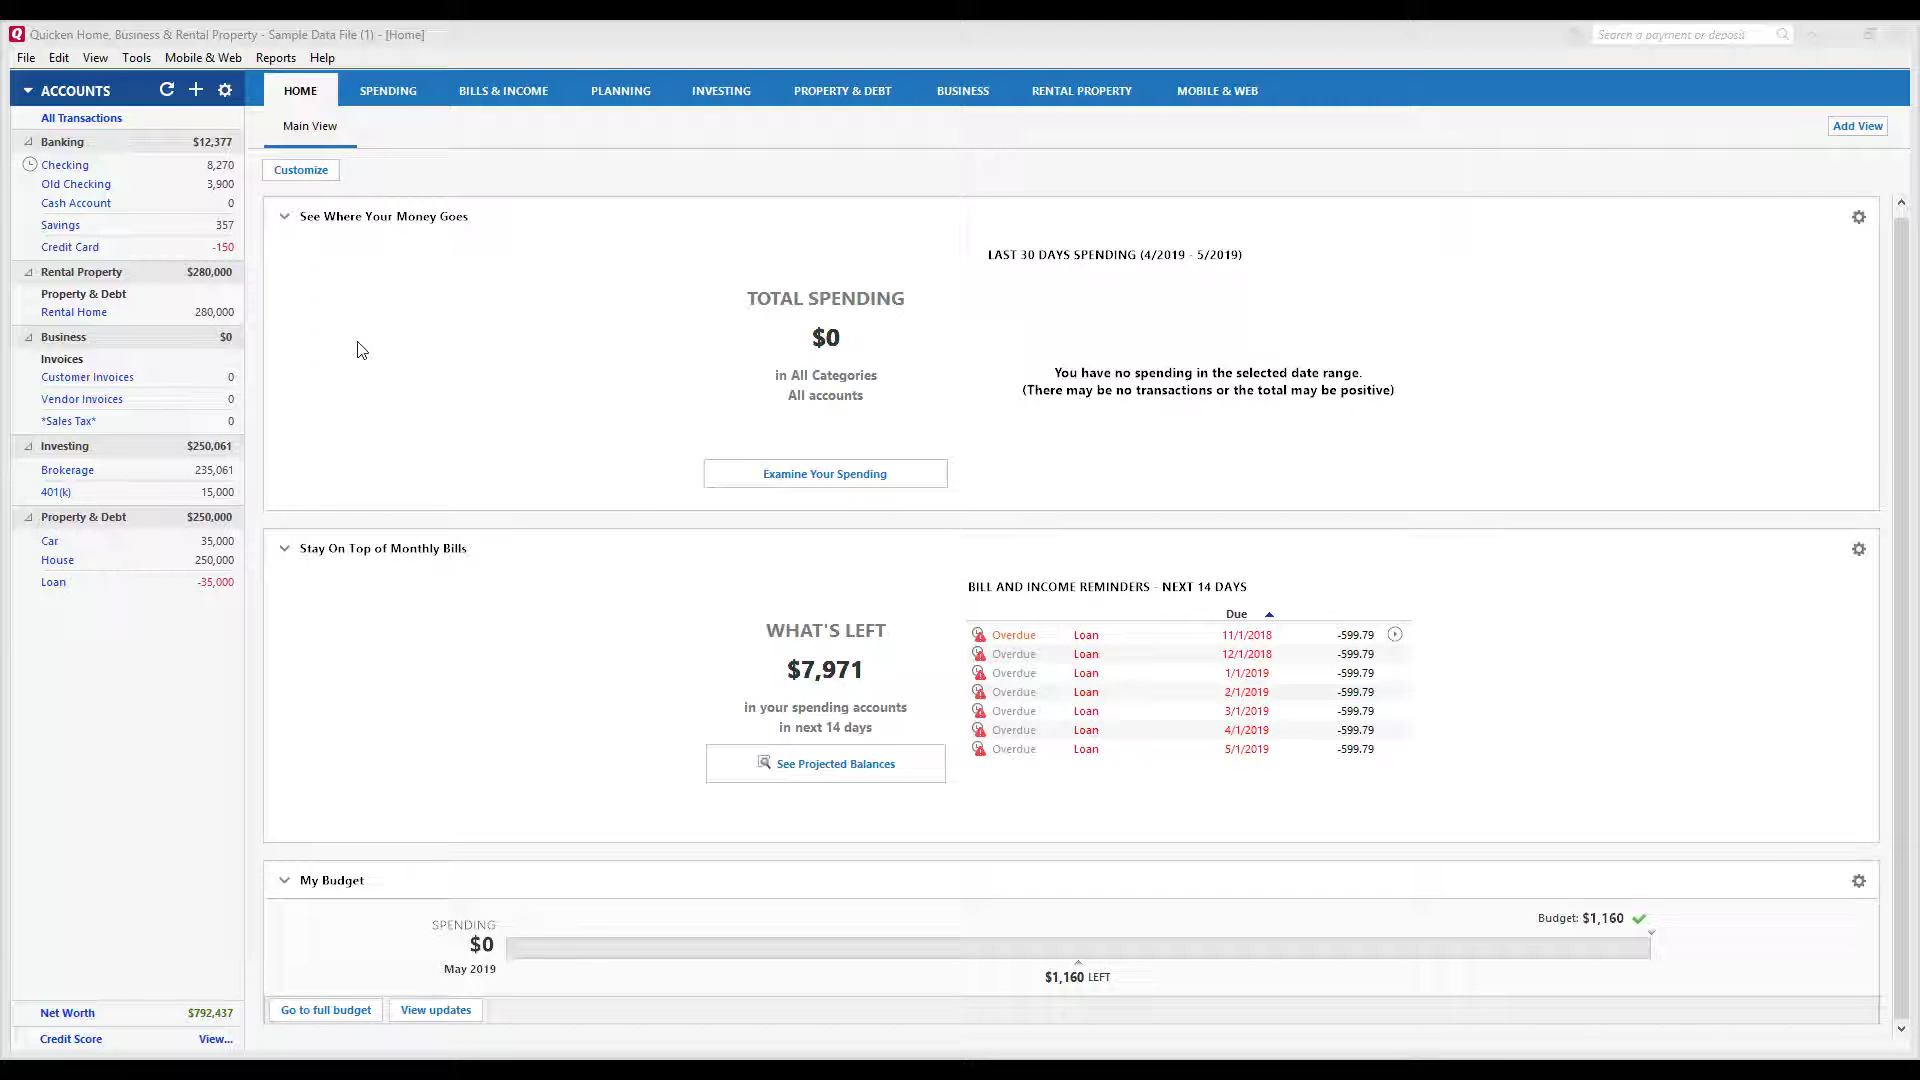 Quicken Home, Business & Rental Property - Sample Data File (1) - [Home]
Search a payment or deposit
File Edit View Tools Mobile & Web Reports Help
ACCOUNTS
HOME SPENDING BILLS & INCOME PLANNING INVESTING PROPERTY & DEBT BUSINESS RENTAL PROPERTY MOBILE & WEB
All Transactions
Banking $12,377
Checking 8,270
Old Checking 3,900
Cash Account 0
Savings 357
Credit Card -150
Rental Property $280,000
Property & Debt
Rental Home 280,000
Business $0
Invoices
Customer Invoices 0
Vendor Invoices 0
*Sales Tax* 0
Investing $250,061
Brokerage 235,061
401(k) 15,000
Property & Debt $250,000
Car 35,000
House 250,000
Loan -35,000
Net Worth $792,437
Credit Score View...
Main View
Add View
Customize
See Where Your Money Goes
LAST 30 DAYS SPENDING (4/2019 - 5/2019)
TOTAL SPENDING
$0
in All Categories
All accounts
You have no spending in the selected date range.
(There may be no transactions or the total may be positive)
Examine Your Spending
Stay On Top of Monthly Bills
BILL AND INCOME REMINDERS - NEXT 14 DAYS
WHAT'S LEFT
$7,971
in your spending accounts
in next 14 days
See Projected Balances
Due
Overdue Loan 11/1/2018 -599.79
Overdue Loan 12/1/2018 -599.79
Overdue Loan 1/1/2019 -599.79
Overdue Loan 2/1/2019 -599.79
Overdue Loan 3/1/2019 -599.79
Overdue Loan 4/1/2019 -599.79
Overdue Loan 5/1/2019 -599.79
My Budget
SPENDING
$0
May 2019
Budget: $1,160
$1,160 LEFT
Go to full budget View updates